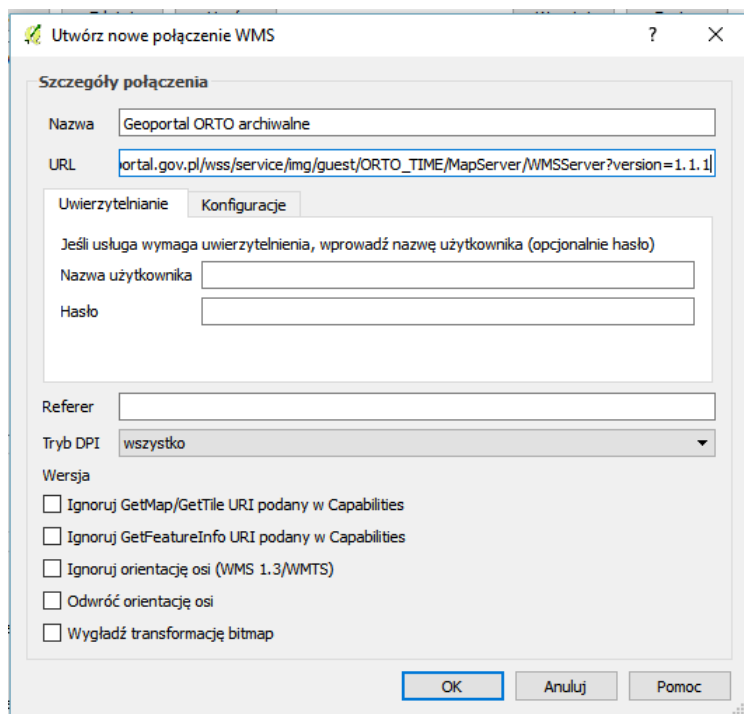 Utwórz nowe połączenie WMS
?
Szczegóły połączenia
Nazwa Geoportal ORTO archiwalne
URL ortal.gov.pl/wss/service/img/guest/ORTO_TIME/MapServer/WMSServer?version=1.1.1
Uwierzytelnianie Konfiguracje
Jeśli usługa wymaga uwierzytelnienia, wprowadź nazwę użytkownika (opcjonalnie hasło)
Nazwa użytkownika
Hasło
Referer
Tryb DPI wszystko
Wersja
Ignoruj GetMap/GetTile URI podany w Capabilities
Ignoruj GetFeatureInfo URI podany w Capabilities
Ignoruj orientację osi (WMS 1.3/WMTS)
Odwróć orientację osi
Wygładź transformację bitmap
OK Anuluj Pomoc